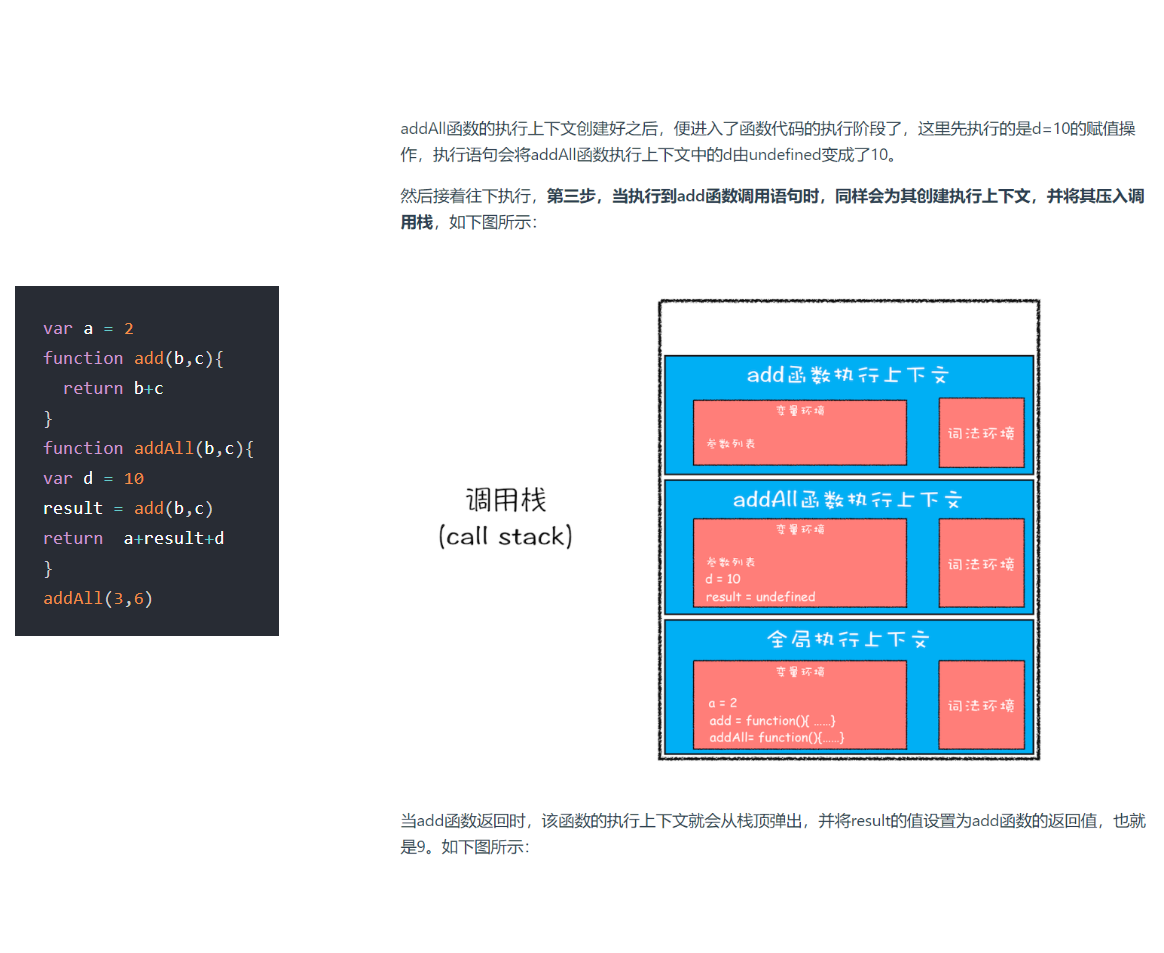 addAll函数的执行上下文创建好之后，便进入了函数代码的执行阶段了，这里先执行的是d=10的赋值操
作，执行语句会将addAll函数执行上下文中的d由undefined变成了10。
然后接着往下执行，第三步，当执行到add函数调用语句时，同样会为其创建执行上下文，并将其压入调
用栈，如下图所示：
var a = 2
function add(b,c){
  return b+c
}
function addAll(b,c){
var d = 10
result = add(b,c)
return  a+result+d
}
addAll(3,6)
调用栈
(call stack)
add函数执行上下文
变量环境
参数列表
词法环境
addAll函数执行上下文
变量环境
参数列表
d = 10
result = undefined
词法环境
全局执行上下文
变量环境
a = 2
add = function(){ ……}
addAll= function(){……}
词法环境
当add函数返回时，该函数的执行上下文就会从栈顶弹出，并将result的值设置为add函数的返回值，也就
是9。如下图所示：